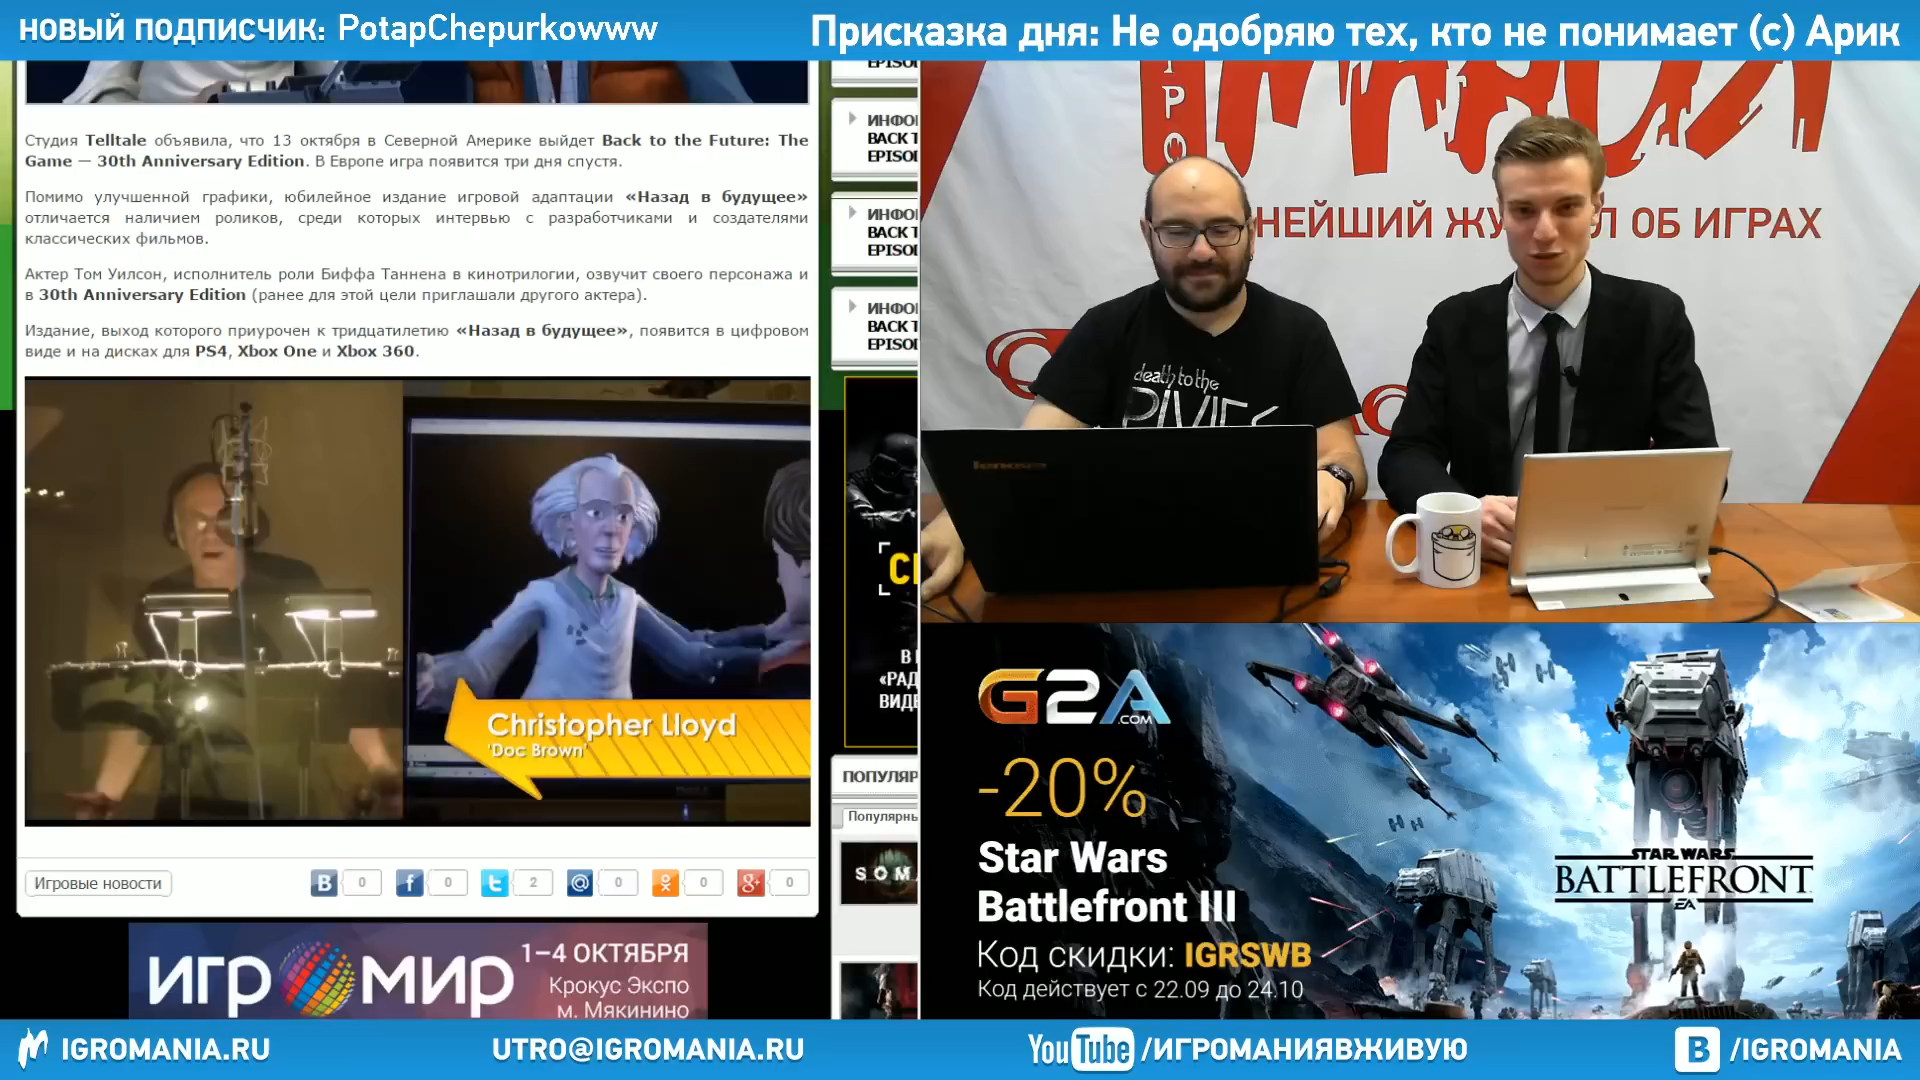 НОВЫЙ ПОДПИСЧИК: PotapChepurkowww
Присказка дня: Не одобряю тех, кто не понимает (с) Арик
Студия Telltale объявила, что 13 октября в Северной Америке выйдет Back to the Future: The
Game — 30th Anniversary Edition. В Европе игра появится три дня спустя.
Помимо улучшенной графики, юбилейное издание игровой адаптации «Назад в будущее»
отличается наличием роликов, среди которых интервью с разработчиками и создателями
классических фильмов.
Актер Том Уилсон, исполнитель роли Биффа Таннена в кинотрилогии, озвучит своего персонажа и
в 30th Anniversary Edition (ранее для этой цели приглашали другого актера).
Издание, выход которого приурочен к тридцатилетию «Назад в будущее», появится в цифровом
виде и на дисках для PS4, Xbox One и Xbox 360.
Christopher Lloyd
'Doc Brown'
Игровые новости
0
0
2
0
0
0
ИГРОМИР
1–4 ОКТЯБРЯ
Крокус Экспо
м. Мякинино
BACK T
BACK T
BACK T
SOM
death to the
PIXIES
lenovo
G2A
.COM
-20%
Star Wars
Battlefront III
Код скидки: IGRSWB
Код действует с 22.09 до 24.10
STAR WARS
BATTLEFRONT
EA
IGROMANIA.RU
UTRO@IGROMANIA.RU
YouTube /ИГРОМАНИЯВЖИВУЮ
B /IGROMANIA